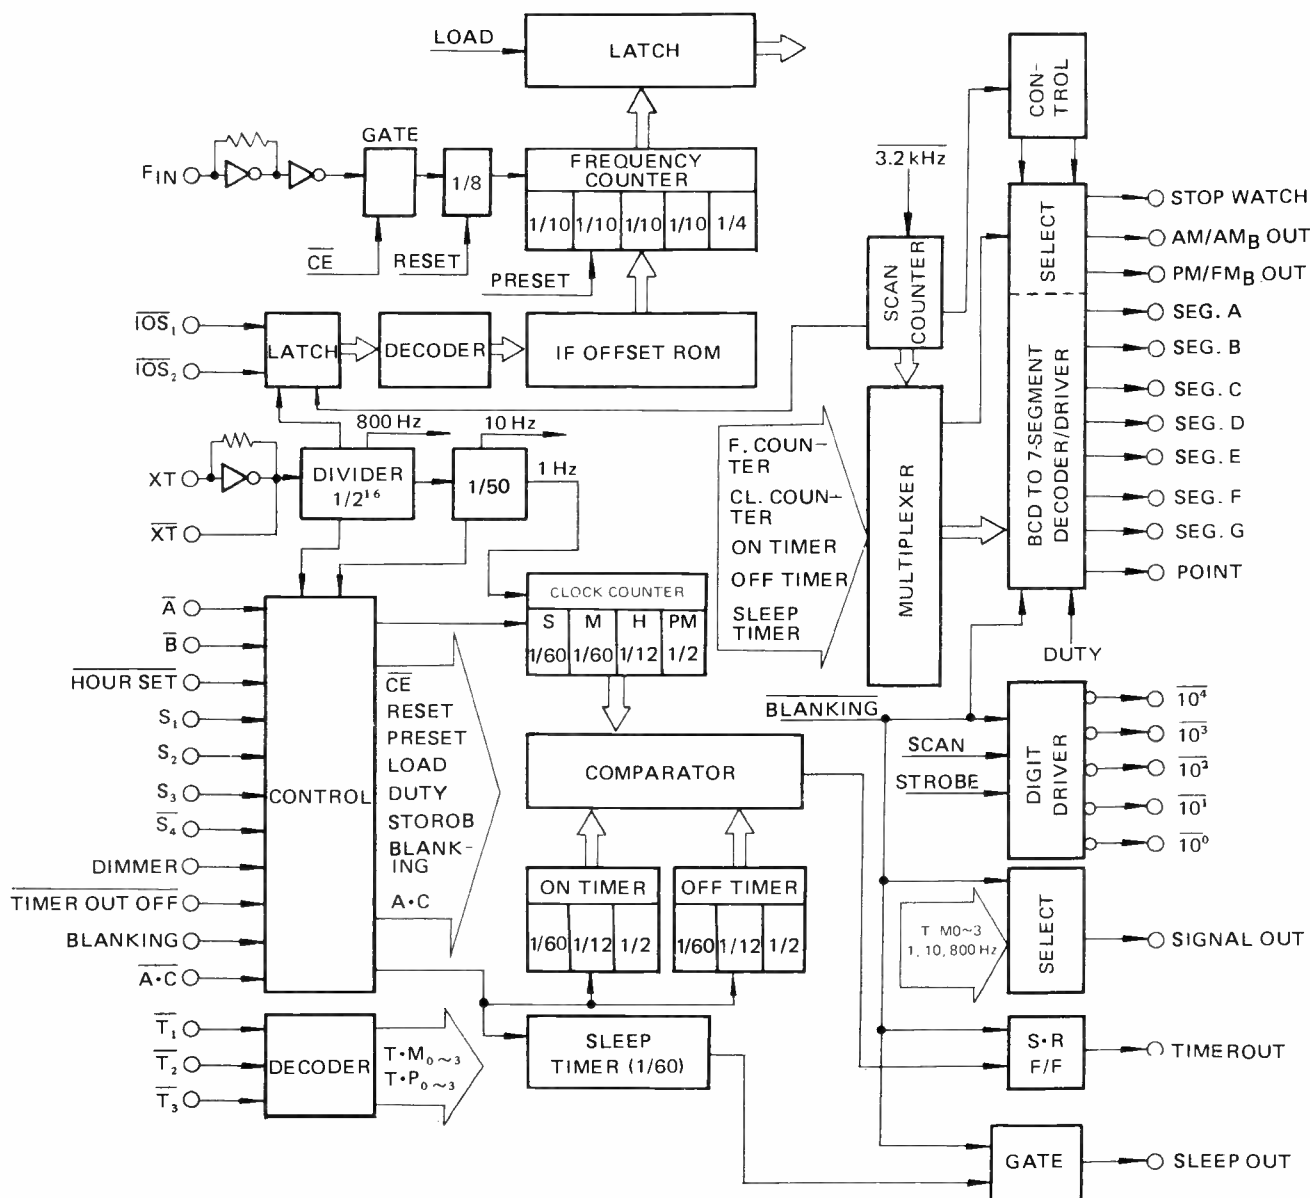 LOAD
LATCH
GATE
F IN
1/8
FREQUENCY
COUNTER
1/10 1/10 1/10 1/10 1/4
CE
RESET
PRESET
3.2 kHz
CON-
TROL
SCAN
COUNTER
SELECT
BCD TO 7-SEGMENT
DECODER/DRIVER
STOP WATCH
AM/AMB OUT
PM/FMB OUT
SEG. A
SEG. B
SEG. C
SEG. D
SEG. E
SEG. F
SEG. G
POINT
IOS1
IOS2
LATCH
DECODER
IF OFFSET ROM
800 Hz
10 Hz
1 Hz
XT
XT
DIVIDER
1/2¹⁶
1/50
F. COUN-
TER
CL. COUN-
TER
ON TIMER
OFF TIMER
SLEEP
TIMER
MULTIPLEXER
DUTY
CLOCK COUNTER
S M H PM
1/60 1/60 1/12 1/2
A
B
HOUR SET
S1
S2
S3
S4
DIMMER
TIMER OUT OFF
BLANKING
A·C
CONTROL
CE
RESET
PRESET
LOAD
DUTY
STOROB
BLANK-
ING
A·C
COMPARATOR
BLANKING
SCAN
STROBE
DIGIT
DRIVER
10⁴
10³
10²
10¹
10⁰
ON TIMER
1/60 1/12 1/2
OFF TIMER
1/60 1/12 1/2
T M0~3
1, 10, 800 Hz
SELECT
SIGNAL OUT
T1
T2
T3
DECODER
T·M0~3
T·P0~3
SLEEP
TIMER (1/60)
S·R
F/F
TIMEROUT
GATE
SLEEP OUT